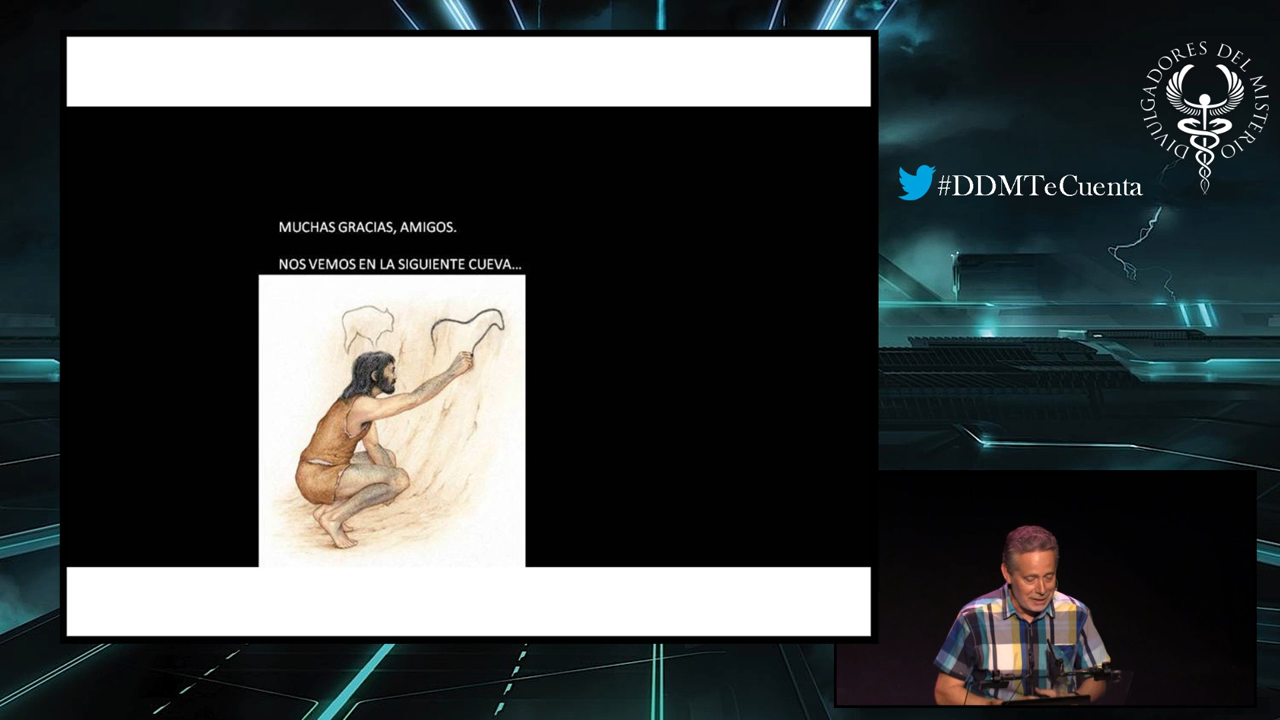 MUCHAS GRACIAS, AMIGOS.
NOS VEMOS EN LA SIGUIENTE CUEVA...
DIVULGADORES DEL MISTERIO
#DDMTeCuenta